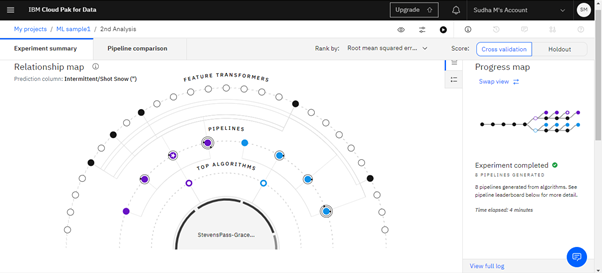 IBM Cloud Pak for Data
Upgrade
Sudha M's Account
SM
My projects / ML sample1 / 2nd Analysis
Experiment summary
Pipeline comparison
Rank by: Root mean squared err...
Score: Cross validation Holdout
Relationship map
Prediction column: Intermittent/Shot Snow (")
FEATURE TRANSFORMERS
PIPELINES
TOP ALGORITHMS
StevensPass-Grace...
Progress map
Swap view
Experiment completed
8 PIPELINES GENERATED
8 pipelines generated from algorithms. See
pipeline leaderboard below for more detail.
Time elapsed: 4 minutes
View full log